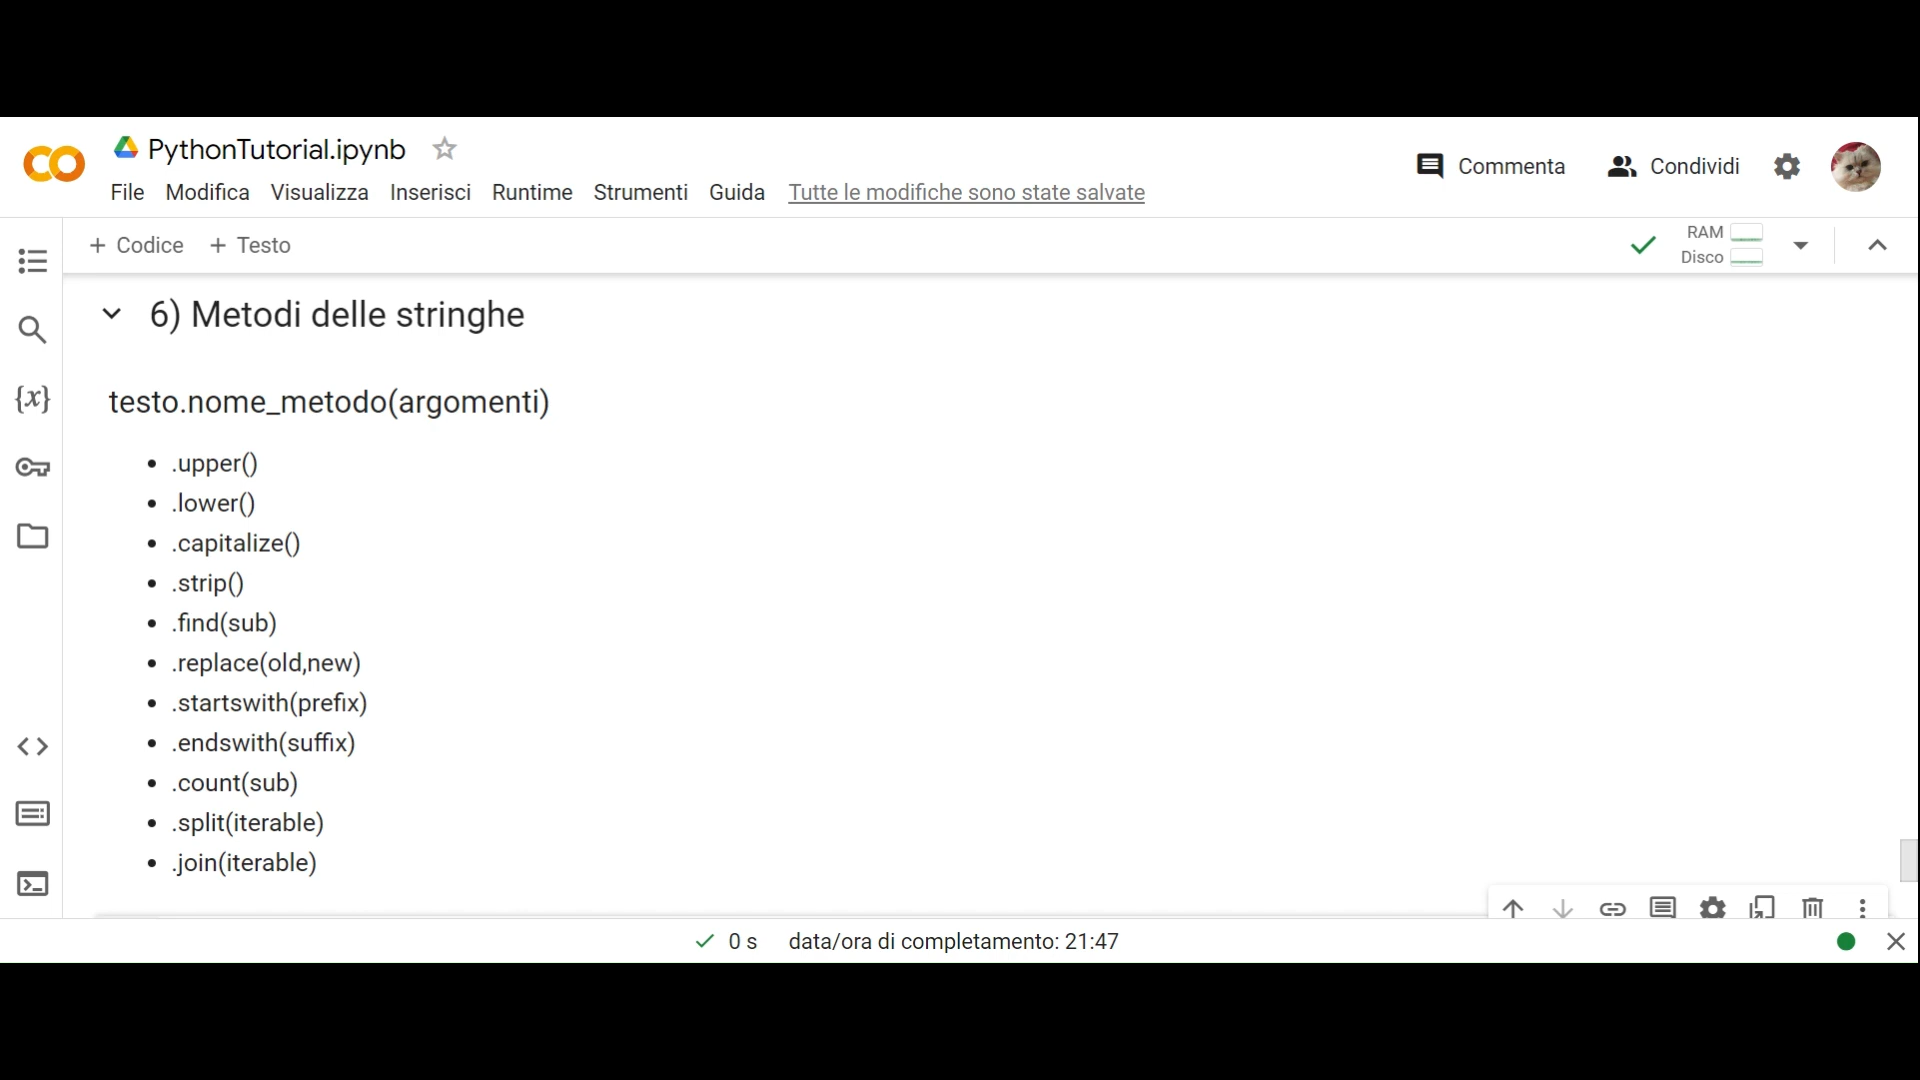 PythonTutorial.ipynb
File Modifica Visualizza Inserisci Runtime Strumenti Guida Tutte le modifiche sono state salvate
Commenta Condividi
+ Codice + Testo
RAM
Disco
6) Metodi delle stringhe
testo.nome_metodo(argomenti)
.upper()
.lower()
.capitalize()
.strip()
.find(sub)
.replace(old,new)
.startswith(prefix)
.endswith(suffix)
.count(sub)
.split(iterable)
.join(iterable)
0 s data/ora di completamento: 21:47